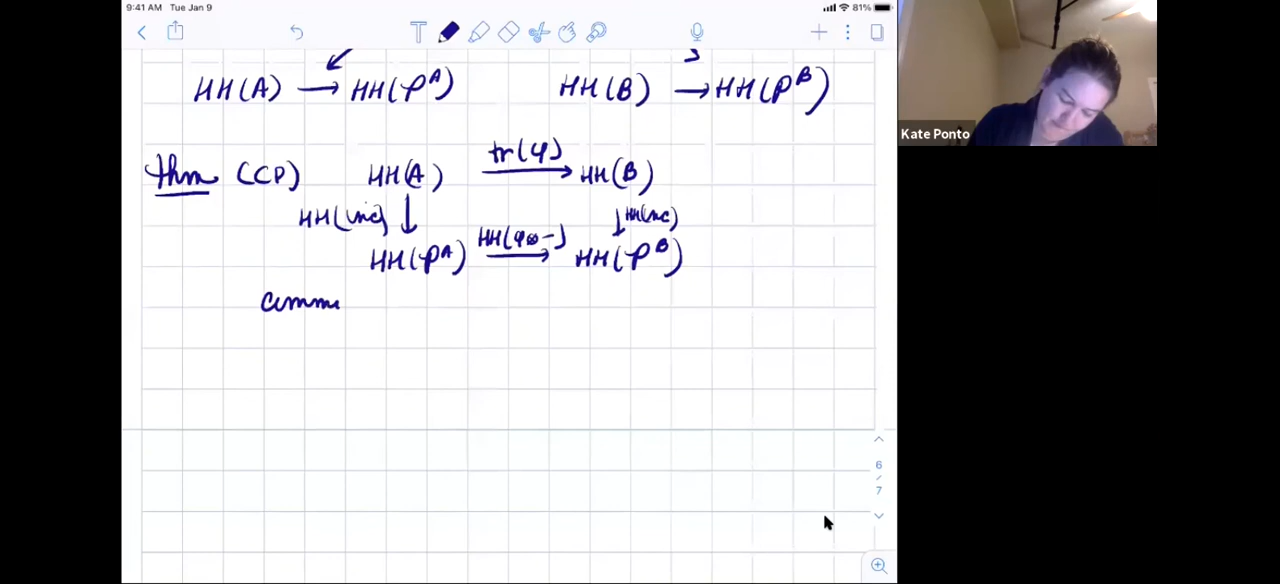 9:41 AM Tue Jan 9 81%
T
HH(A) → HH(P^A) HH(B) → HH(P^B)
Kate Ponto
thm (CP) HH(A) tr(φ) → HH(B)
HH(inc) ↓ ↓ HH(inc)
HH(P^A) HH(φ⊗-) → HH(P^B)
comm
6
/
7